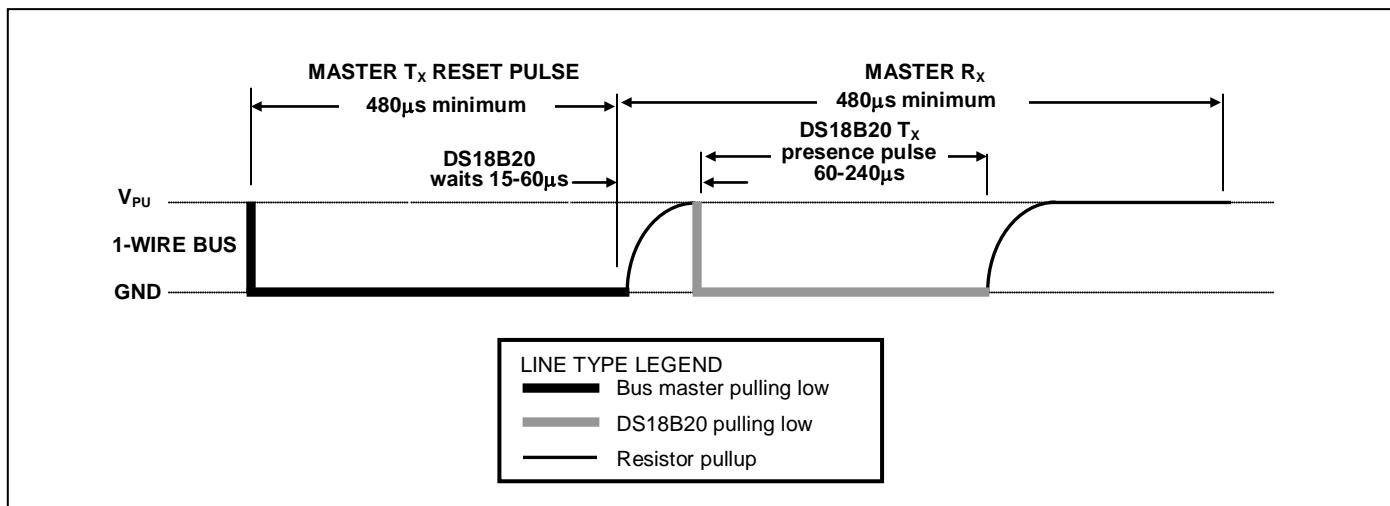 MASTER TX RESET PULSE
480μs minimum
MASTER RX
480μs minimum
DS18B20 TX
presence pulse
60-240μs
DS18B20
waits 15-60μs
VPU
1-WIRE BUS
GND
LINE TYPE LEGEND
Bus master pulling low
DS18B20 pulling low
Resistor pullup